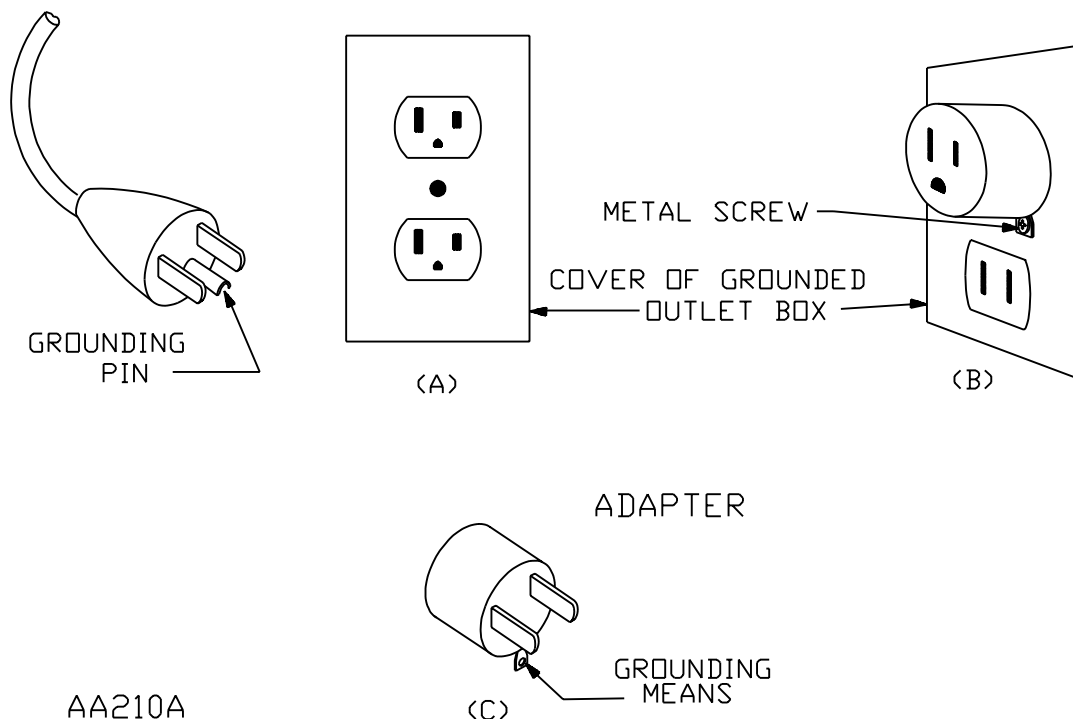 METAL SCREW
COVER OF GROUNDED
OUTLET BOX
GROUNDING
PIN
(A)
(B)
ADAPTER
GROUNDING
MEANS
AA210A
(C)